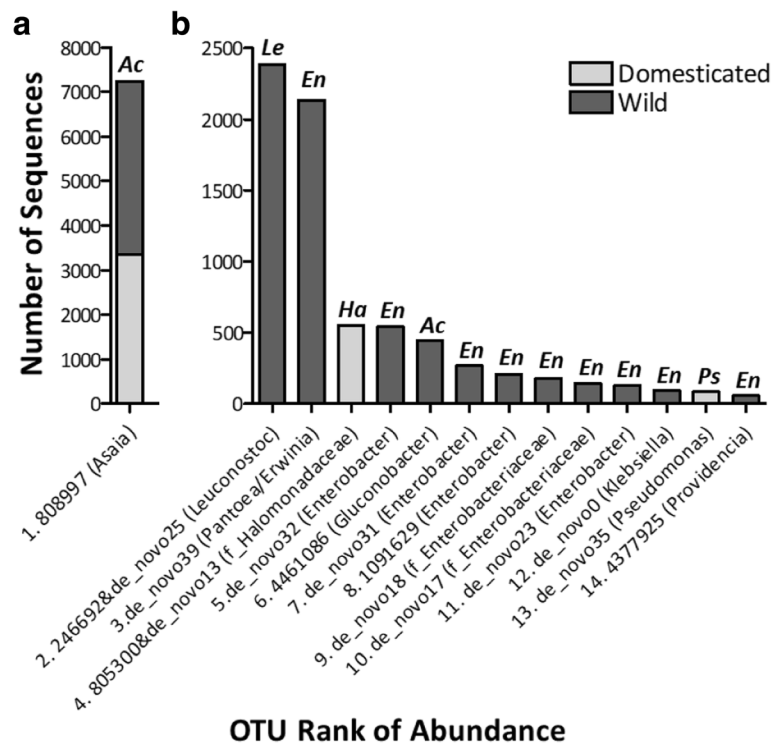 a
b
Number of Sequences
8000
7000
6000
5000
4000
3000
2000
1000
0
Ac
2500
2000
1500
1000
500
0
Le
En
Ha
En
Ac
En
En
En
En
En
En
Ps
En
Domesticated
Wild
1. 808997 (Asaia)
2. 246692&de_novo25 (Leuconostoc)
3.de_novo39 (Pantoea/Erwinia)
4. 805300&de_novo13 (f_Halomonadaceae)
5.de_novo32 (Enterobacter)
6. 4461086 (Gluconobacter)
7. de_novo31 (Enterobacter)
8. 1091629 (Enterobacter)
9. de_novo18 (f_Enterobacteriaceae)
10. de_novo17 (f_Enterobacteriaceae)
11. de_novo23 (Enterobacter)
12. de_novo0 (Klebsiella)
13. de_novo35 (Pseudomonas)
14. 4377925 (Providencia)
OTU Rank of Abundance